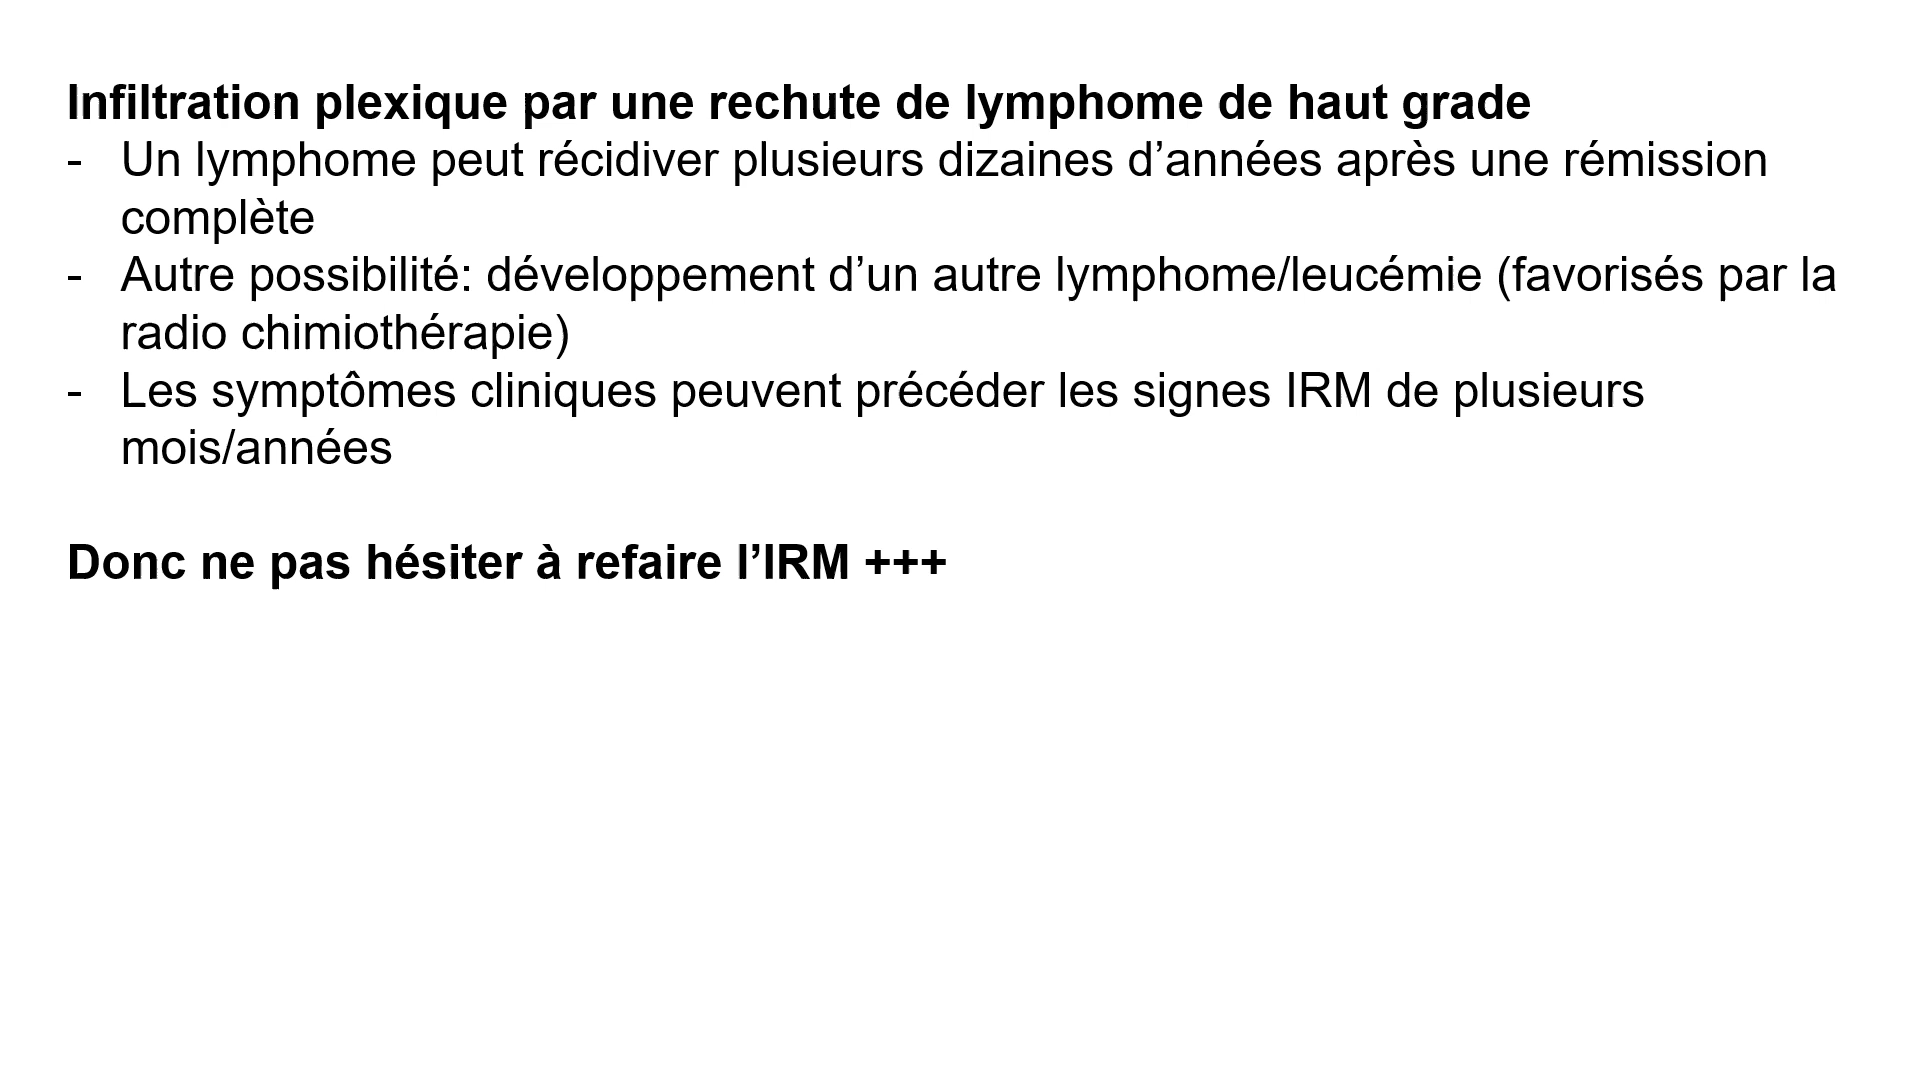 Infiltration plexique par une rechute de lymphome de haut grade
- Un lymphome peut récidiver plusieurs dizaines d’années après une rémission
complète
- Autre possibilité: développement d’un autre lymphome/leucémie (favorisés par la
radio chimiothérapie)
- Les symptômes cliniques peuvent précéder les signes IRM de plusieurs
mois/années
Donc ne pas hésiter à refaire l’IRM +++